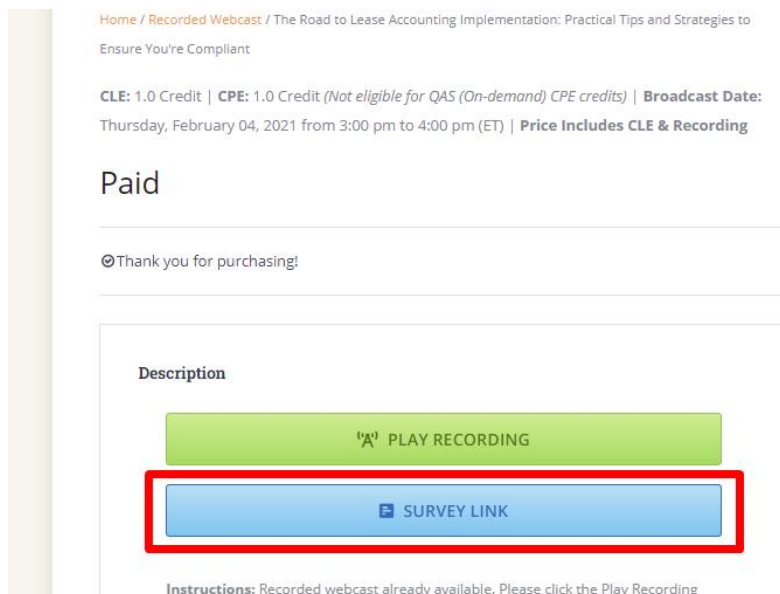 Home / Recorded Webcast / The Road to Lease Accounting Implementation: Practical Tips and Strategies to
Ensure You're Compliant
CLE: 1.0 Credit | CPE: 1.0 Credit (Not eligible for QAS (On-demand) CPE credits) | Broadcast Date:
Thursday, February 04, 2021 from 3:00 pm to 4:00 pm (ET) | Price Includes CLE & Recording
Paid
Thank you for purchasing!
Description
PLAY RECORDING
SURVEY LINK
Instructions: Recorded webcast already available. Please click the Play Recording